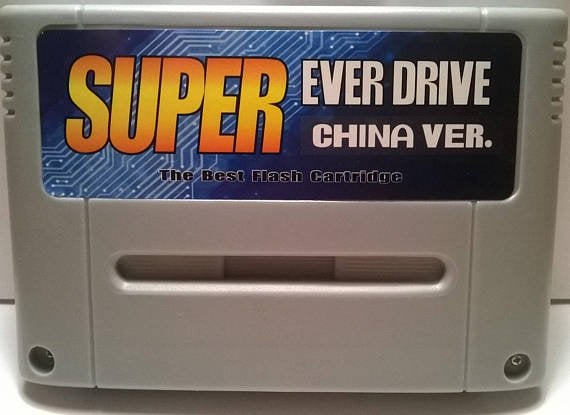 SUPER
EVER DRIVE
CHINA VER.
The Best Flash Cartridge